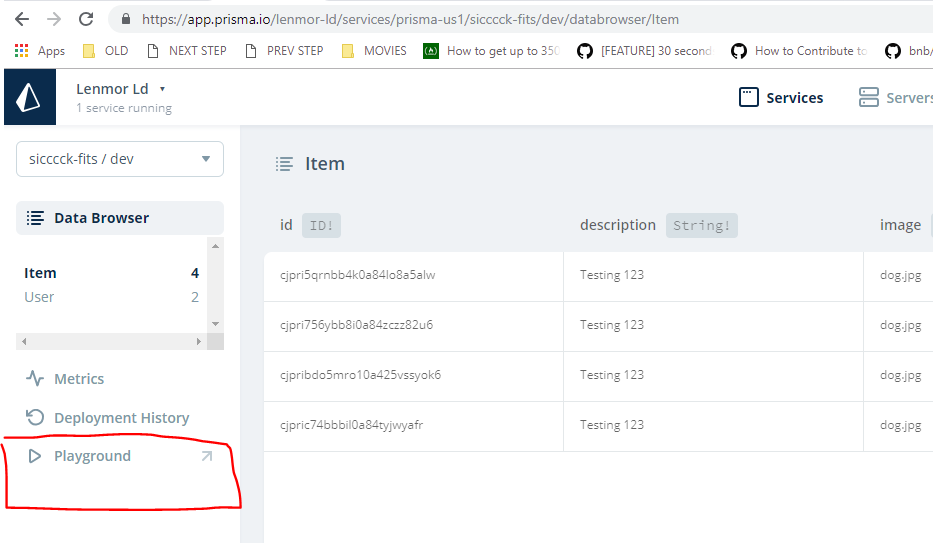 https://app.prisma.io/lenmor-ld/services/prisma-us1/sicccck-fits/dev/databrowser/Item
Apps OLD NEXT STEP PREV STEP MOVIES How to get up to 350 [FEATURE] 30 second How to Contribute to bnb/
Lenmor Ld
1 service running
Services
Servers
sicccck-fits / dev
Data Browser
Item 4
User 2
Metrics
Deployment History
Playground
Item
id ID! description String! image
cjpri5qrnbb4k0a84lo8a5alw Testing 123 dog.jpg
cjpri756ybb8i0a84zczz82u6 Testing 123 dog.jpg
cjpribdo5mro10a425vssyok6 Testing 123 dog.jpg
cjpric74bbbil0a84tyjwyafr Testing 123 dog.jpg